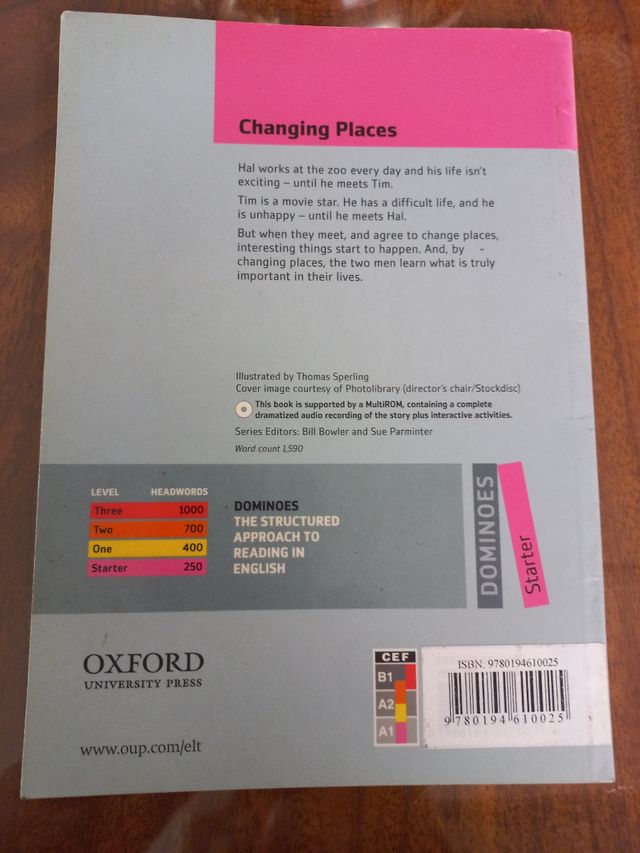 Changing Places
Hal works at the zoo every day and his life isn't
exciting – until he meets Tim.
Tim is a movie star. He has a difficult life, and he
is unhappy – until he meets Hal.
But when they meet, and agree to change places,
interesting things start to happen. And, by -
changing places, the two men learn what is truly
important in their lives.
Illustrated by Thomas Sperling
Cover image courtesy of Photolibrary (director's chair/Stockdisc)
This book is supported by a MultiROM, containing a complete
dramatized audio recording of the story plus interactive activities.
Series Editors: Bill Bowler and Sue Parminter
Word count 1,590
LEVEL HEADWORDS
Three 1000
Two 700
One 400
Starter 250
DOMINOES
THE STRUCTURED
APPROACH TO
READING IN
ENGLISH
DOMINOES
Starter
OXFORD
UNIVERSITY PRESS
www.oup.com/elt
CEF
B1
A2
A1
ISBN. 9780194610025
9 780194 610025